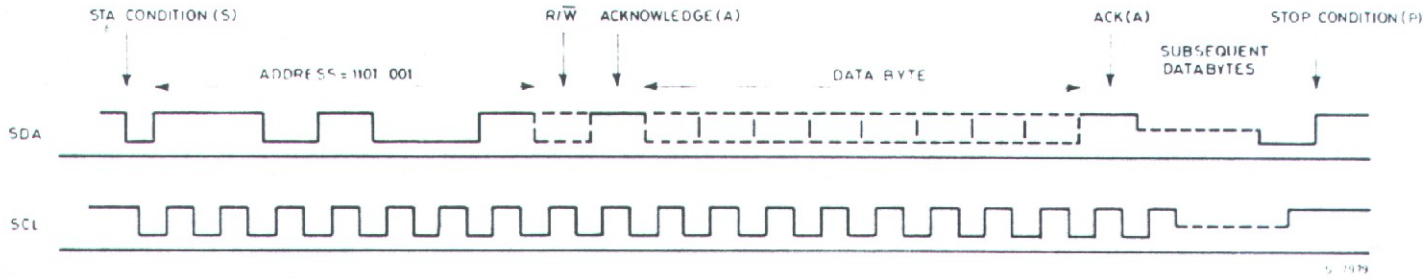 STA CONDITION (S)
R/W̅ ACKNOWLEDGE(A)
ACK(A)
STOP CONDITION(P)
ADDRESS = 1101 001
DATA BYTE
SUBSEQUENT
DATABYTES
SDA
SCL